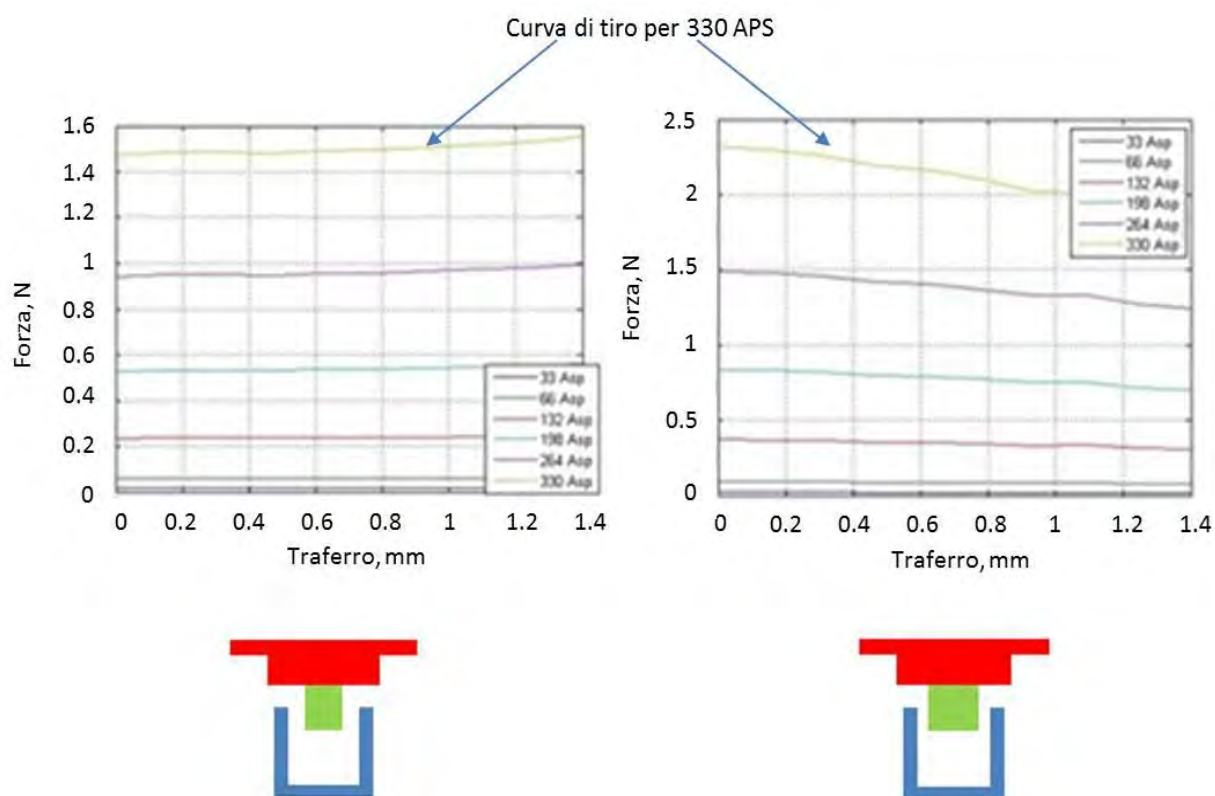 Curva di tiro per 330 APS
1.6
1.4
1.2
1
0.8
0.6
0.4
0.2
0
Forza, N
0 0.2 0.4 0.6 0.8 1 1.2 1.4
Traferro, mm
33 Asp
66 Asp
132 Asp
198 Asp
264 Asp
330 Asp
2.5
2
1.5
1
0.5
0
Forza, N
0 0.2 0.4 0.6 0.8 1 1.2 1.4
Traferro, mm
33 Asp
66 Asp
132 Asp
198 Asp
264 Asp
330 Asp